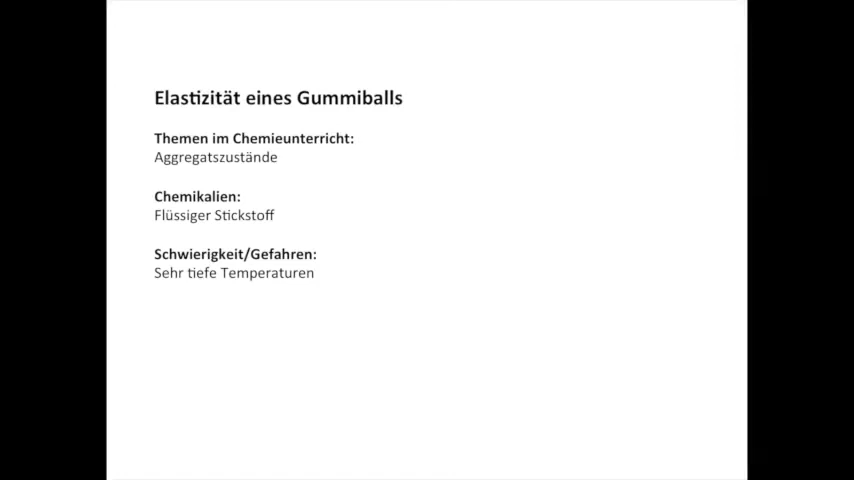 Elastizität eines Gummiballs
Themen im Chemieunterricht:
Aggregatszustände
Chemikalien:
Flüssiger Stickstoff
Schwierigkeit/Gefahren:
Sehr tiefe Temperaturen